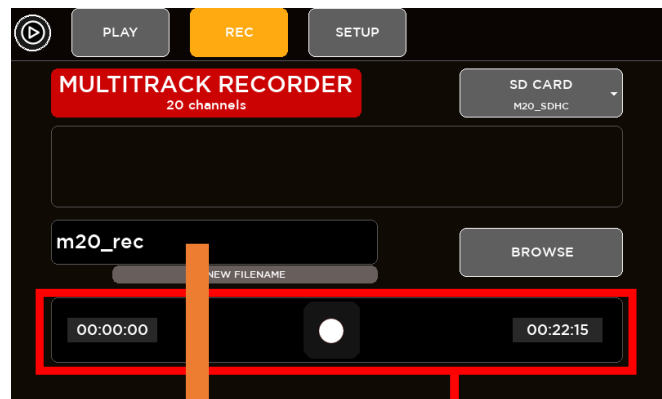 PLAY
REC
SETUP
MULTITRACK RECORDER
20 channels
SD CARD
M20_SDHC
m20_rec
BROWSE
NEW FILENAME
00:00:00
00:22:15